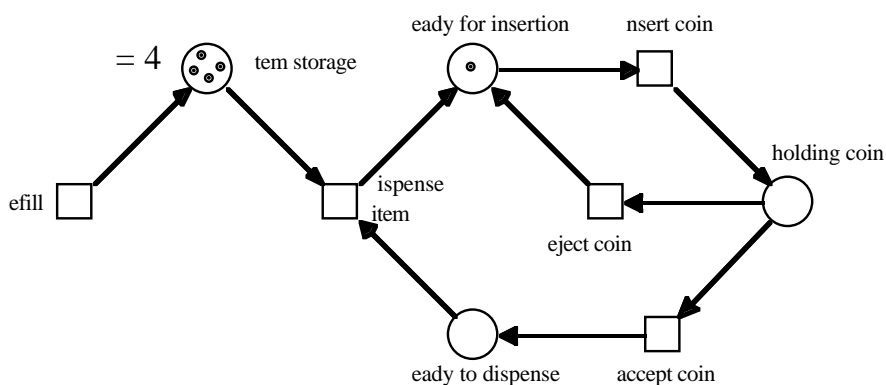 eady for insertion
nsert coin
= 4
tem storage
holding coin
ispense
item
efill
eject coin
eady to dispense
accept coin